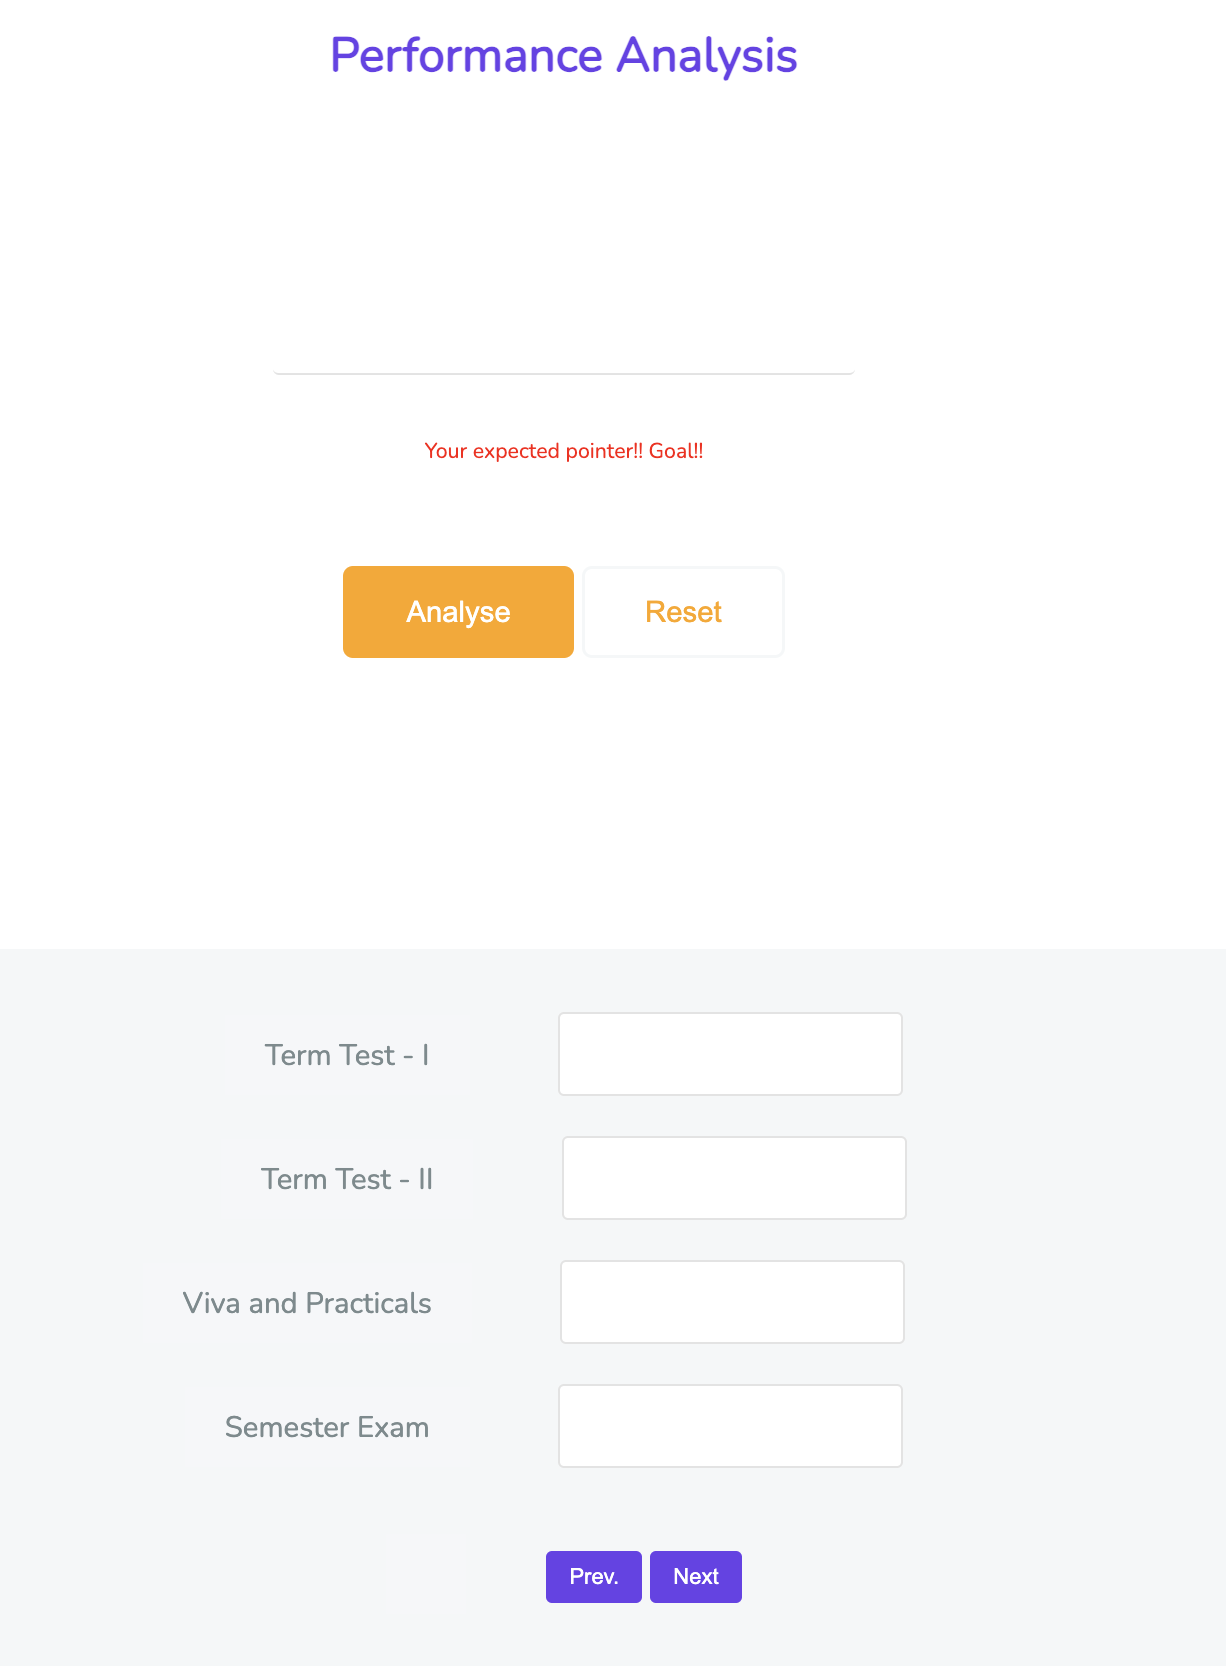 Performance Analysis
Your expected pointer!! Goal!!
Analyse
Reset
Term Test - I
Term Test - II
Viva and Practicals
Semester Exam
Prev.
Next